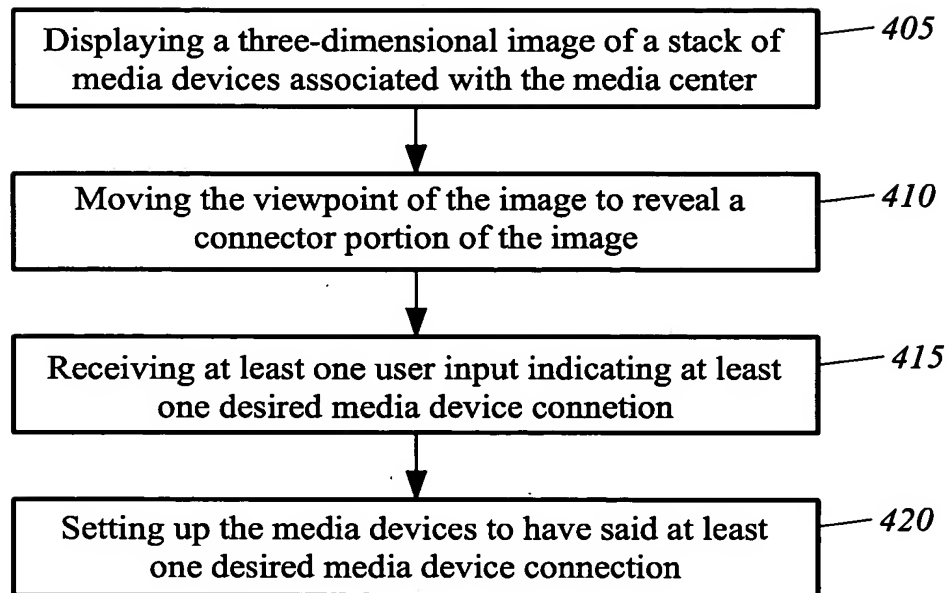 Displaying a three-dimensional image of a stack of
media devices associated with the media center
405
Moving the viewpoint of the image to reveal a
connector portion of the image
410
Receiving at least one user input indicating at least
one desired media device connetion
415
Setting up the media devices to have said at least
one desired media device connection
420